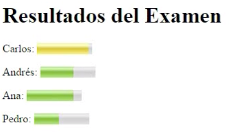 Resultados del Examen
Carlos:
Andrés:
Ana:
Pedro: